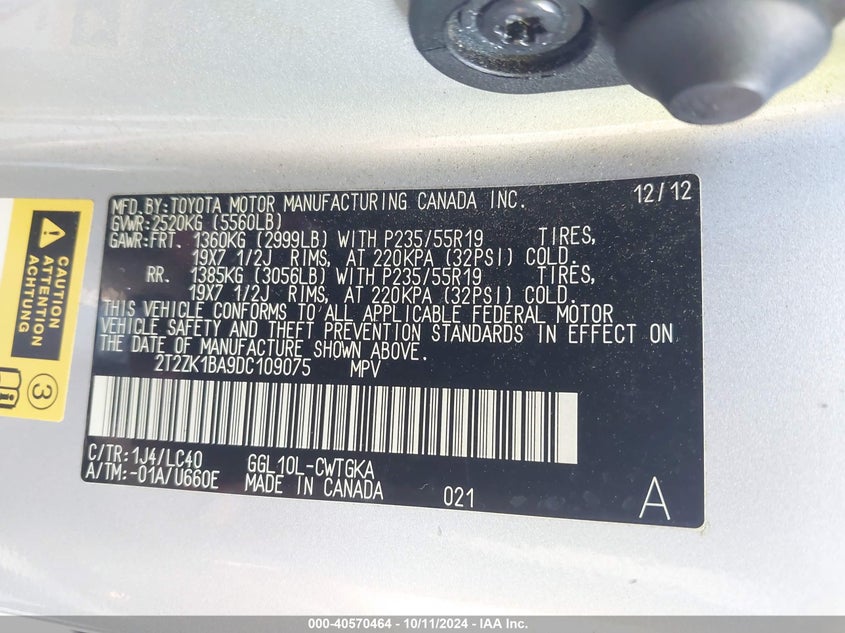 MFD.BY:TOYOTA MOTOR MANUFACTURING CANADA INC. 12/12
GVWR:2520KG (5560LB)
GAWR:FRT. 1360KG (2999LB) WITH P235/55R19 TIRES,
19X7 1/2J RIMS, AT 220KPA (32PSI) COLD.
RR. 1385KG (3056LB) WITH P235/55R19 TIRES,
19X7 1/2J RIMS, AT 220KPA (32PSI) COLD.
THIS VEHICLE CONFORMS TO ALL APPLICABLE FEDERAL MOTOR
VEHICLE SAFETY AND THEFT PREVENTION STANDARDS IN EFFECT ON
THE DATE OF MANUFACTURE SHOWN ABOVE.
2T2ZK1BA9DC109075 MPV
C/TR:1J4/LC40 GGL10L-CWTGKA
A/TM:-01A/U660E MADE IN CANADA 021 A
CAUTION
ATTENTION
ACHTUNG
3
000-40570464 - 10/11/2024 - IAA Inc.